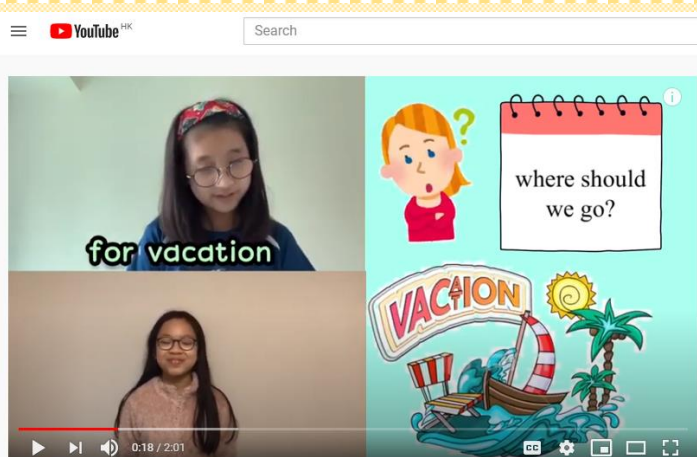 YouTube HK
Search
for vacation
where should
we go?
VACATION
0:18 / 2:01
CC